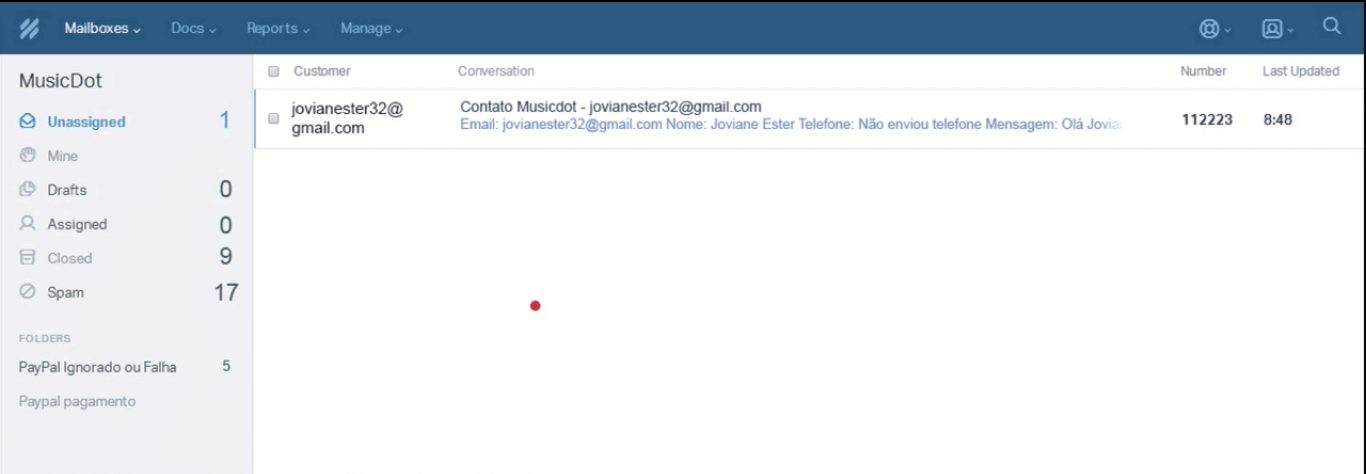 Mailboxes Docs Reports Manage
MusicDot
Customer Conversation Number Last Updated
Unassigned 1
jovianester32@
gmail.com
Contato Musicdot - jovianester32@gmail.com
Email: jovianester32@gmail.com Nome: Joviane Ester Telefone: Não enviou telefone Mensagem: Olá Jovia
112223 8:48
Mine
Drafts 0
Assigned 0
Closed 9
Spam 17
FOLDERS
PayPal Ignorado ou Falha 5
Paypal pagamento